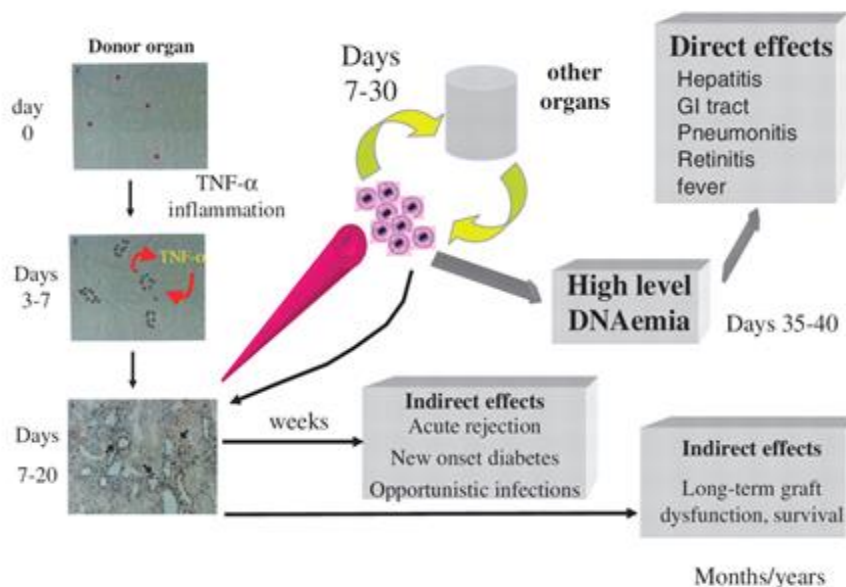 Donor organ
day
0
TNF-α
inflammation
Days
3-7
TNF-α
Days
7-20
Days
7-30
other
organs
Direct effects
Hepatitis
GI tract
Pneumonitis
Retinitis
fever
High level
DNAemia
Days 35-40
weeks
Indirect effects
Acute rejection
New onset diabetes
Opportunistic infections
Indirect effects
Long-term graft
dysfunction, survival
Months/years